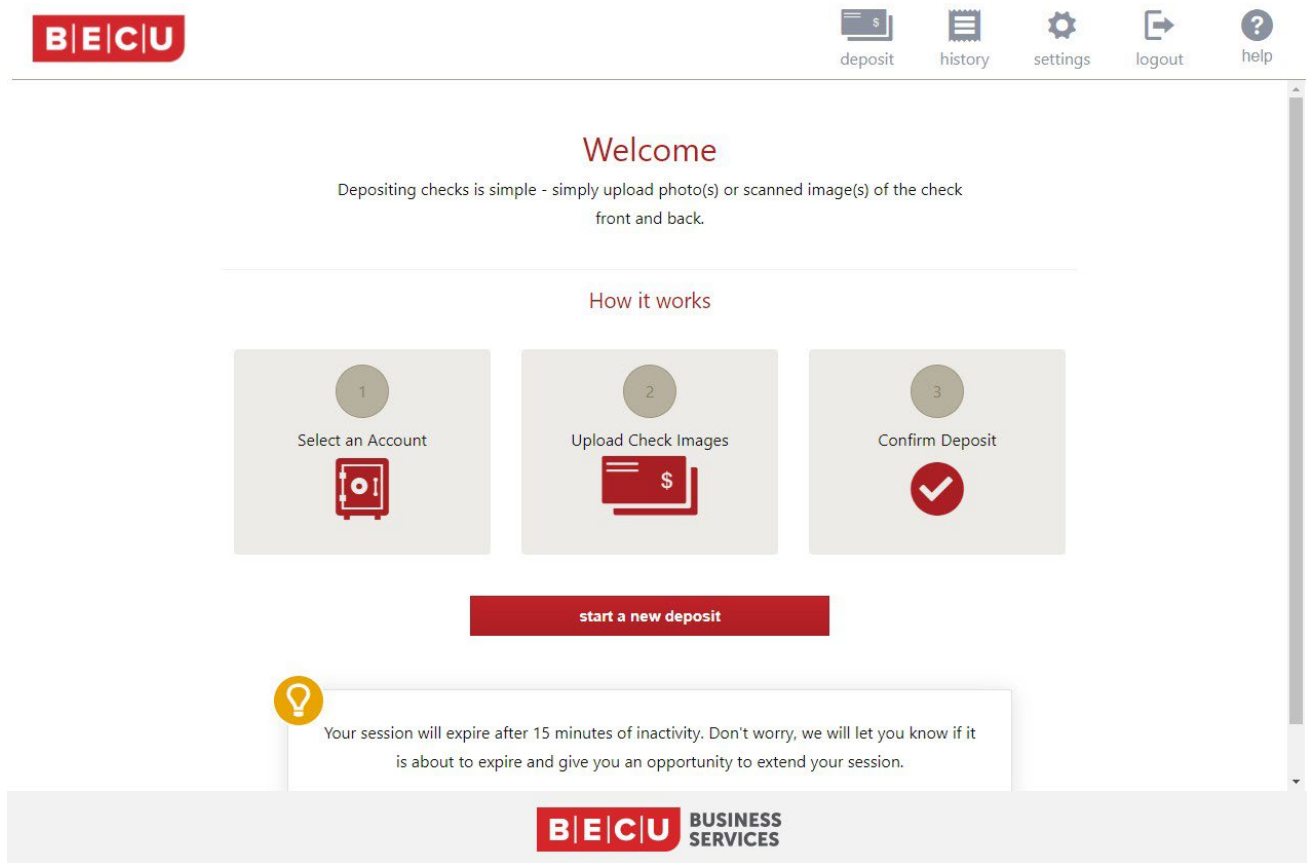 B|E|C|U
$
deposit
history
settings
logout
?
help
Welcome
Depositing checks is simple - simply upload photo(s) or scanned image(s) of the check
front and back.
How it works
1
Select an Account
2
Upload Check Images
$
3
Confirm Deposit
start a new deposit
Your session will expire after 15 minutes of inactivity. Don't worry, we will let you know if it
is about to expire and give you an opportunity to extend your session.
B|E|C|U BUSINESS
SERVICES